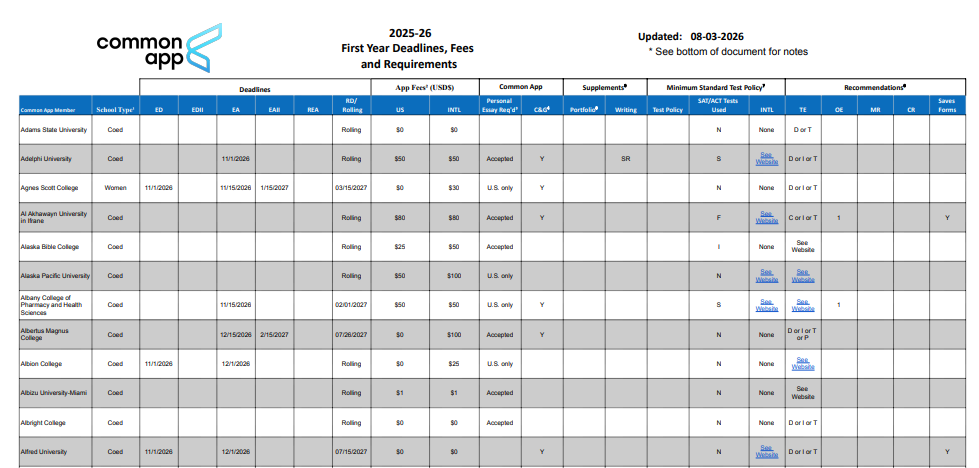 common
app
2025-26
First Year Deadlines, Fees
and Requirements
Updated: 08-03-2026
* See bottom of document for notes
Deadlines App Fees² (USD$) Common App Supplements⁵ Minimum Standard Test Policy⁷ Recommendations⁸
Common App Member School Type¹ ED EDII EA EAII REA RD/ Rolling US INTL Personal Essay Req'd³ C&G⁴ Portfolio⁶ Writing Test Policy SAT/ACT Tests Used INTL TE OE MR CR Saves Forms
Adams State University Coed Rolling $0 $0 N None D or T
Adelphi University Coed 11/1/2026 Rolling $50 $50 Accepted Y SR S See Website D or I or T
Agnes Scott College Women 11/1/2026 11/15/2026 1/15/2027 03/15/2027 $0 $30 U.S. only Y N None D or I or T
Al Akhawayn University in Ifrane Coed Rolling $80 $80 Accepted Y F See Website C or I or T 1 Y
Alaska Bible College Coed Rolling $25 $50 Accepted I None See Website
Alaska Pacific University Coed Rolling $50 $100 U.S. only N See Website See Website
Albany College of Pharmacy and Health Sciences Coed 11/15/2026 02/01/2027 $50 $50 U.S. only Y S See Website See Website 1
Albertus Magnus College Coed 12/15/2026 2/15/2027 07/26/2027 $0 $100 Accepted Y N None D or I or T or P
Albion College Coed 11/1/2026 12/1/2026 Rolling $0 $25 U.S. only N None See Website
Albizu University-Miami Coed Rolling $1 $1 Accepted N None See Website
Albright College Coed Rolling $0 $0 Accepted N None D or I or T
Alfred University Coed 11/1/2026 12/1/2026 07/15/2027 $0 $0 Accepted Y N See Website D or I or T Y